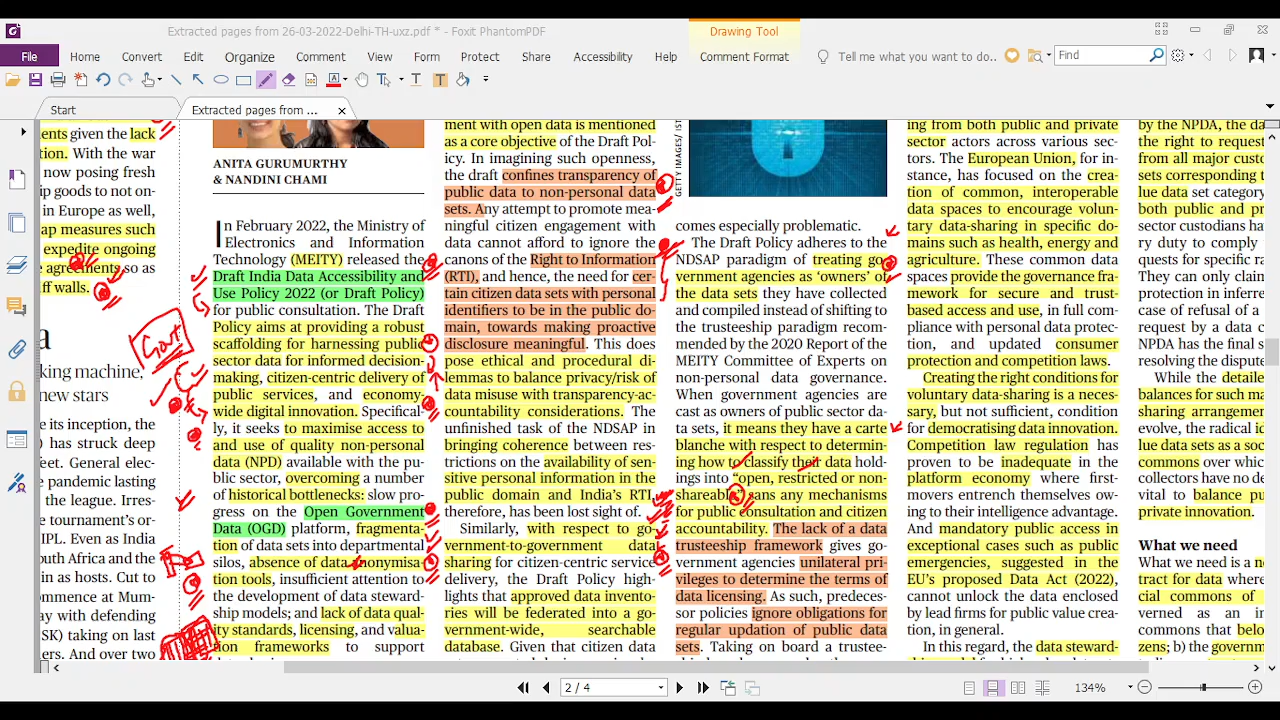 Extracted pages from 26-03-2022-Delhi-TH-uxz.pdf * - Foxit PhantomPDF
Drawing Tool
File
Home
Convert
Edit
Organize
Comment
View
Form
Protect
Share
Accessibility
Help
Comment Format
Tell me what you want to do...
Find
Start
Extracted pages from ...
ents given the lack
tion. With the war
now posing fresh
ip goods to not on-
in Europe as well,
ap measures such
expedite ongoing
agreements so as
ff walls.
a
king machine,
new stars
e its inception, the
) has struck deep
feet. General elec-
e pandemic lasting
the league. Irres-
e tournament's or-
IPL. Even as India
outh Africa and the
in as hosts. Cut to
ommence at Mum-
ay with defending
SK) taking on last
ers. And over two
Govt
ANITA GURUMURTHY
& NANDINI CHAMI
In February 2022, the Ministry of
Electronics and Information
Technology (MEITY) released the
Draft India Data Accessibility and
Use Policy 2022 (or Draft Policy)
for public consultation. The Draft
Policy aims at providing a robust
scaffolding for harnessing public
sector data for informed decision-
making, citizen-centric delivery of
public services, and economy-
wide digital innovation. Specifical-
ly, it seeks to maximise access to
and use of quality non-personal
data (NPD) available with the pu-
blic sector, overcoming a number
of historical bottlenecks: slow pro-
gress on the Open Government
Data (OGD) platform, fragmenta-
tion of data sets into departmental
silos, absence of data anonymisa-
tion tools, insufficient attention to
the development of data steward-
ship models; and lack of data qual-
ity standards, licensing, and valua-
tion frameworks to support
ment with open data is mentioned
as a core objective of the Draft Pol-
icy. In imagining such openness,
the draft confines transparency of
public data to non-personal data
sets. Any attempt to promote mea-
ningful citizen engagement with
data cannot afford to ignore the
canons of the Right to Information
(RTI), and hence, the need for cer-
tain citizen data sets with personal
identifiers to be in the public do-
main, towards making proactive
disclosure meaningful. This does
pose ethical and procedural di-
lemmas to balance privacy/risk of
data misuse with transparency-ac-
countability considerations. The
unfinished task of the NDSAP in
bringing coherence between res-
trictions on the availability of sen-
sitive personal information in the
public domain and India's RTI,
therefore, has been lost sight of.
Similarly, with respect to go-
vernment-to-government data
sharing for citizen-centric service
delivery, the Draft Policy high-
lights that approved data invento-
ries will be federated into a go-
vernment-wide, searchable
database. Given that citizen data
GETTY IMAGES/ IST
comes especially problematic.
The Draft Policy adheres to the
NDSAP paradigm of treating go-
vernment agencies as 'owners' of
the data sets they have collected
and compiled instead of shifting to
the trusteeship paradigm recom-
mended by the 2020 Report of the
MEITY Committee of Experts on
non-personal data governance.
When government agencies are
cast as owners of public sector da-
ta sets, it means they have a carte
blanche with respect to determin-
ing how to classify their data hold-
ings into "open, restricted or non-
shareable" sans any mechanisms
for public consultation and citizen
accountability. The lack of a data
trusteeship framework gives go-
vernment agencies unilateral pri-
vileges to determine the terms of
data licensing. As such, predeces-
sor policies ignore obligations for
regular updation of public data
sets. Taking on board a trustee-
ing from both public and private
sector actors across various sec-
tors. The European Union, for in-
stance, has focused on the crea-
tion of common, interoperable
data spaces to encourage volun-
tary data-sharing in specific do-
mains such as health, energy and
agriculture. These common data
spaces provide the governance fra-
mework for secure and trust-
based access and use, in full com-
pliance with personal data protec-
tion, and updated consumer
protection and competition laws.
Creating the right conditions for
voluntary data-sharing is a neces-
sary, but not sufficient, condition
for democratising data innovation.
Competition law regulation has
proven to be inadequate in the
platform economy where first-
movers entrench themselves ow-
ing to their intelligence advantage.
And mandatory public access in
exceptional cases such as public
emergencies, suggested in the
EU's proposed Data Act (2022),
cannot unlock the data enclosed
by lead firms for public value crea-
tion, in general.
In this regard, the data steward-
by the NPDA, the da
the right to request
from all major custo
sets corresponding t
lue data set category
both public and pr
sector custodians ha
ry duty to comply
quests for specific ra
They can only claim
protection in inferre
case of refusal of a r
request by a data c
NPDA has the final s
resolving the dispute
While the detaile
balances for such ma
sharing arrangemen
evolve, the radical id
lue data sets as a soc
commons over which
collectors have no de
vital to balance pu
private innovation.
What we need
What we need is a ne
tract for data where
cial commons of
verned as an in
commons that belo
zens; b) the governm
2 / 4
134%